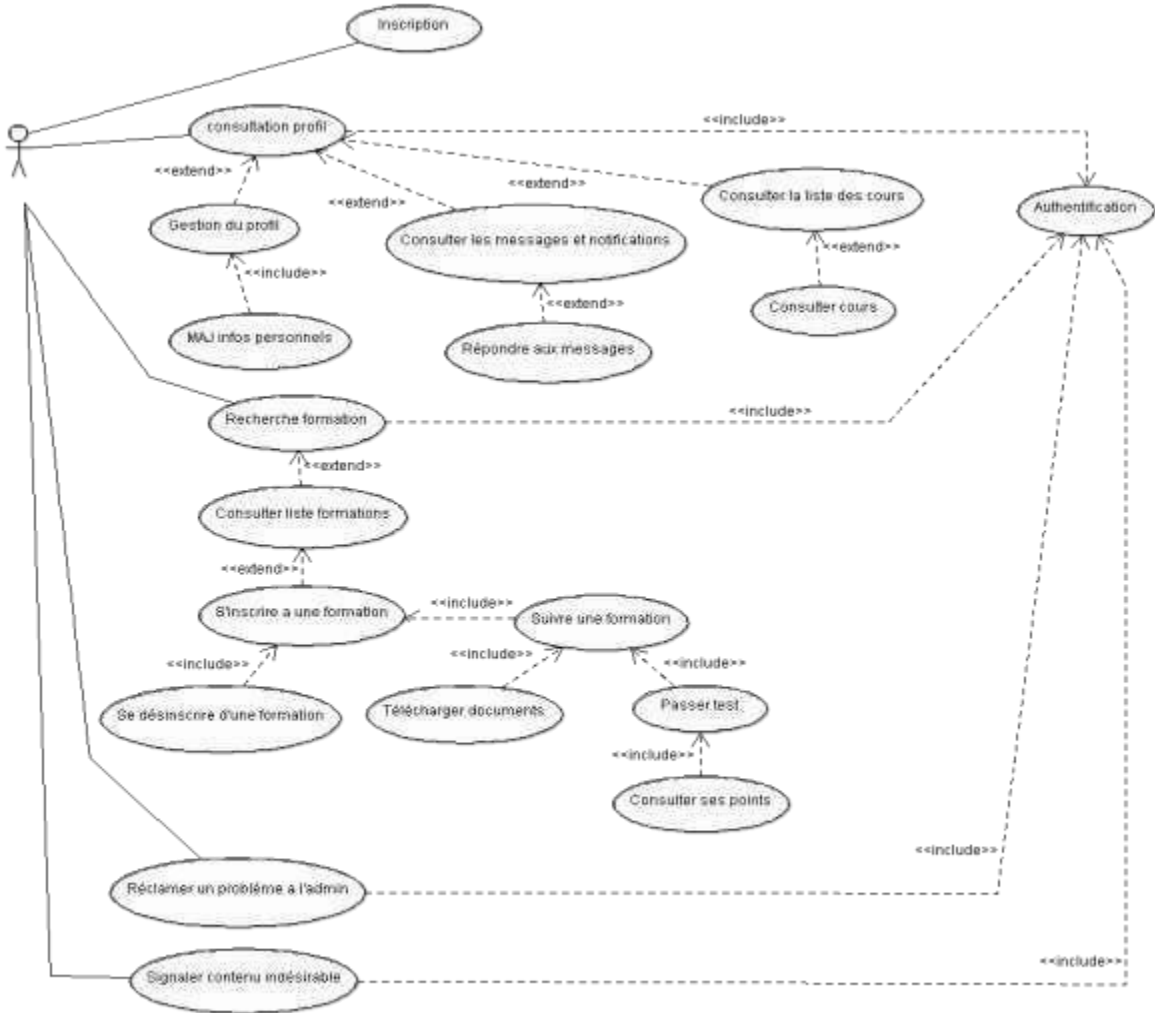 Inscription
consultation profil
<<include>>
<<extend>>
<<extend>>
<<extend>>
Consulter la liste des cours
Authentification
Gestion du profil
Consulter les messages et notifications
<<include>>
<<extend>>
<<extend>>
Consulter cours
MAJ infos personnels
Répondre aux messages
Recherche formation
<<include>>
<<extend>>
Consulter liste formations
<<extend>>
S'inscrire a une formation
<<include>>
Suivre une formation
<<include>>
<<include>>
<<include>>
Se désinscrire d'une formation
Télécharger documents
Passer test
<<include>>
Consulter ses points
<<include>>
Réclamer un problème a l'admin
<<include>>
Signaler contenu indésirable